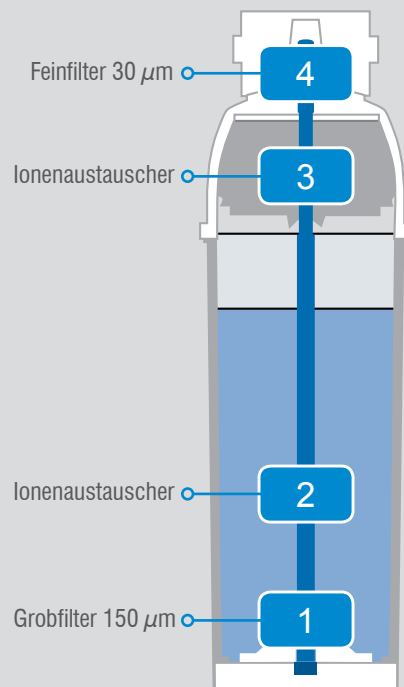 Feinfilter 30 μm
4
Ionenaustauscher
3
Ionenaustauscher
2
Grobfilter 150 μm
1